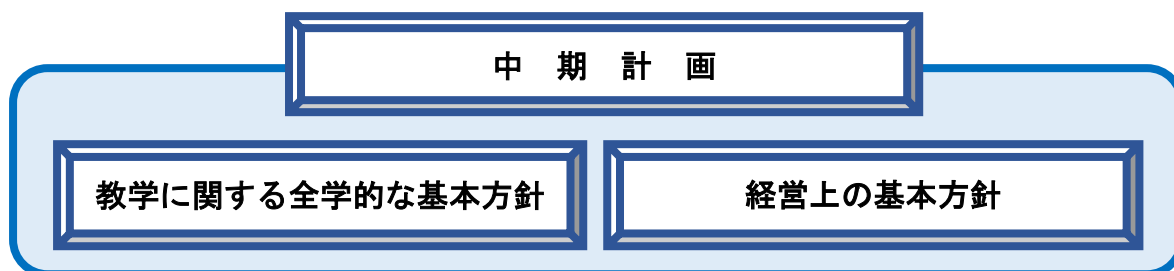 中　期　計　画
教学に関する全学的な基本方針
経営上の基本方針